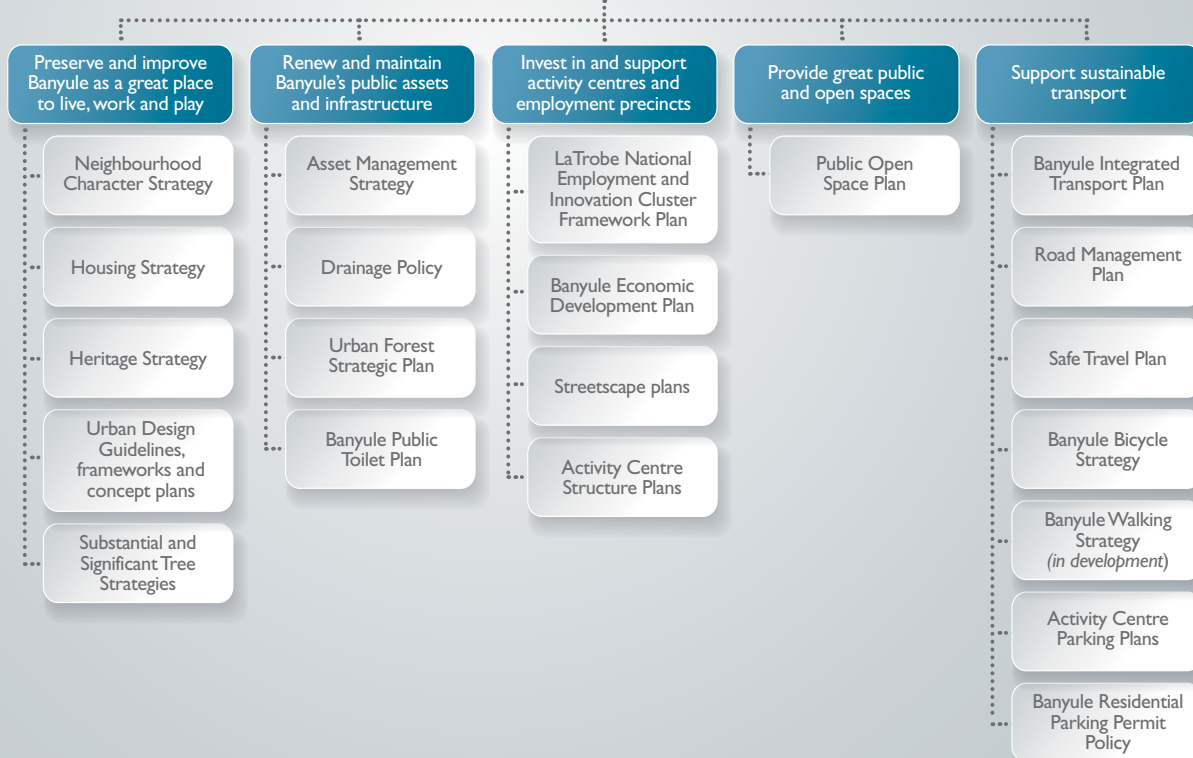 Preserve and improve
Banyule as a great place
to live, work and play
Neighbourhood
Character Strategy
Housing Strategy
Heritage Strategy
Urban Design
Guidelines,
frameworks and
concept plans
Substantial and
Significant Tree
Strategies
Renew and maintain
Banyule's public assets
and infrastructure
Asset Management
Strategy
Drainage Policy
Urban Forest
Strategic Plan
Banyule Public
Toilet Plan
Invest in and support
activity centres and
employment precincts
LaTrobe National
Employment and
Innovation Cluster
Framework Plan
Banyule Economic
Development Plan
Streetscape plans
Activity Centre
Structure Plans
Provide great public
and open spaces
Public Open
Space Plan
Support sustainable
transport
Banyule Integrated
Transport Plan
Road Management
Plan
Safe Travel Plan
Banyule Bicycle
Strategy
Banyule Walking
Strategy
(in development)
Activity Centre
Parking Plans
Banyule Residential
Parking Permit
Policy